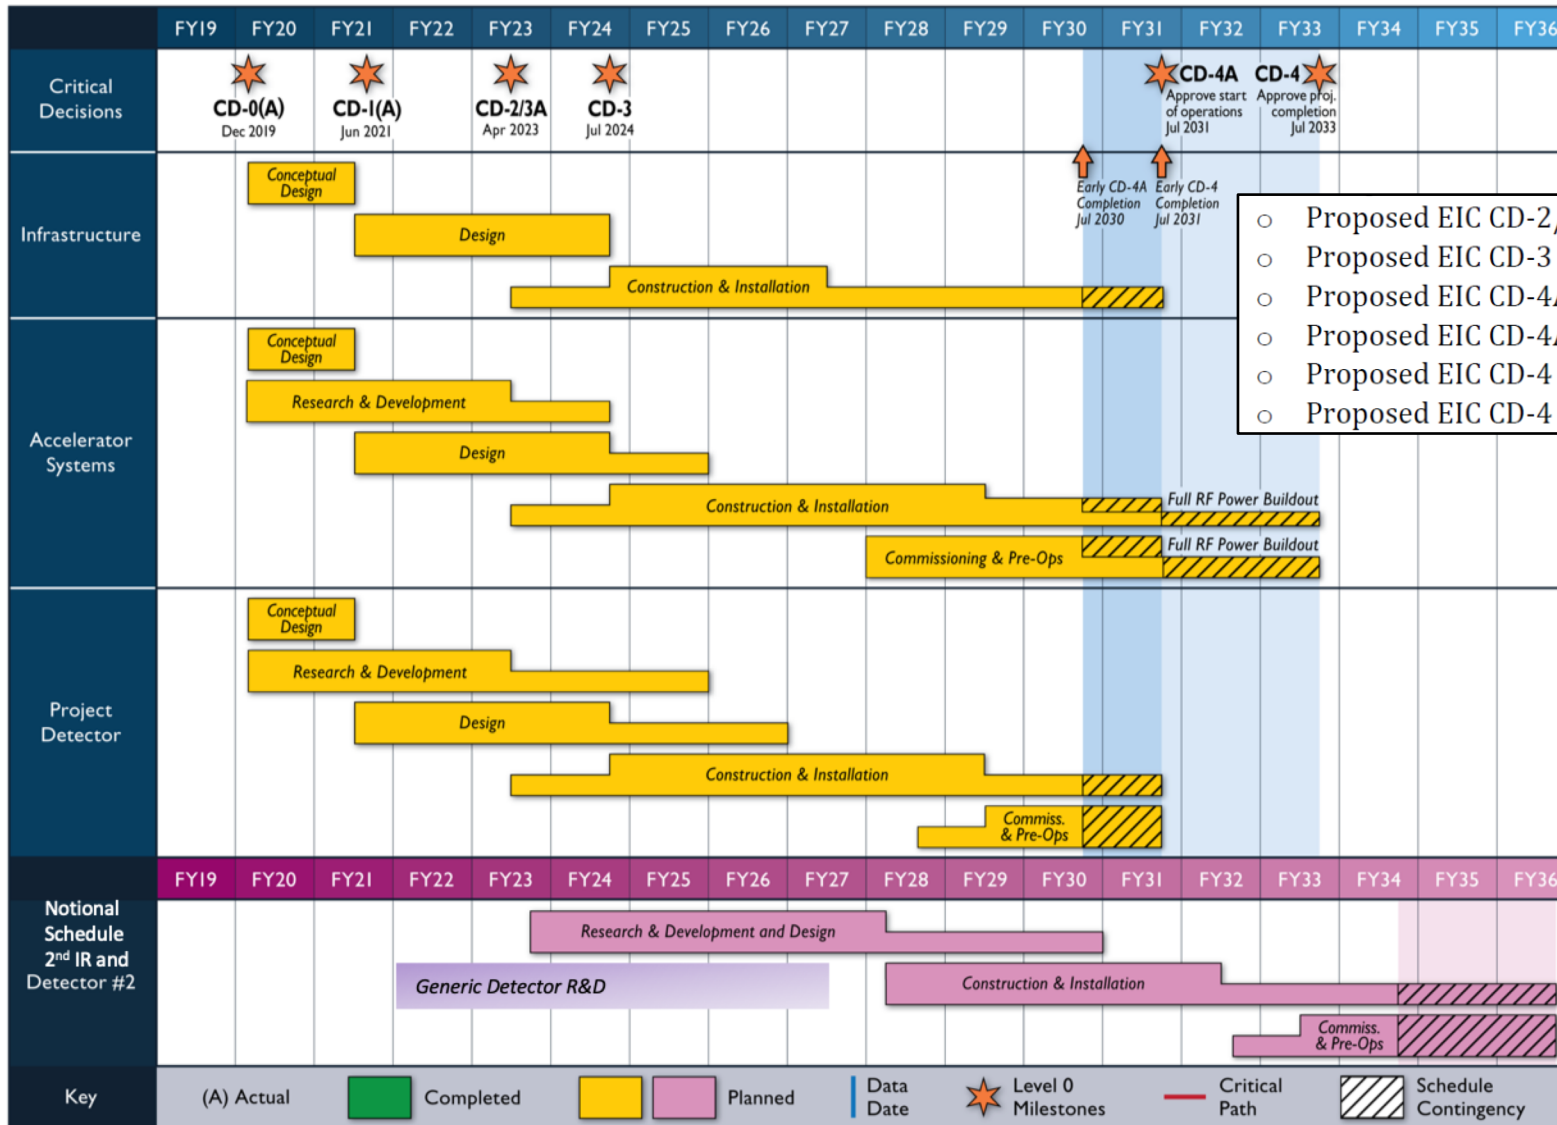 FY19 FY20 FY21 FY22 FY23 FY24 FY25 FY26 FY27 FY28 FY29 FY30 FY31 FY32 FY33 FY34 FY35 FY36
Critical
Decisions
CD-0(A)
Dec 2019
CD-1(A)
Jun 2021
CD-2/3A
Apr 2023
CD-3
Jul 2024
CD-4A
Approve start
of operations
Jul 2031
CD-4
Approve proj.
completion
Jul 2033
Infrastructure
Conceptual
Design
Design
Construction & Installation
Early CD-4A
Completion
Jul 2030
Early CD-4
Completion
Jul 2031
○ Proposed EIC CD-2/
○ Proposed EIC CD-3
○ Proposed EIC CD-4A
○ Proposed EIC CD-4A
○ Proposed EIC CD-4
○ Proposed EIC CD-4
Accelerator
Systems
Conceptual
Design
Research & Development
Design
Construction & Installation
Full RF Power Buildout
Commissioning & Pre-Ops
Full RF Power Buildout
Project
Detector
Conceptual
Design
Research & Development
Design
Construction & Installation
Commiss.
& Pre-Ops
FY19 FY20 FY21 FY22 FY23 FY24 FY25 FY26 FY27 FY28 FY29 FY30 FY31 FY32 FY33 FY34 FY35 FY36
Notional
Schedule
2nd IR and
Detector #2
Research & Development and Design
Generic Detector R&D
Construction & Installation
Commiss.
& Pre-Ops
Key
(A) Actual
Completed
Planned
Data
Date
Level 0
Milestones
Critical
Path
Schedule
Contingency